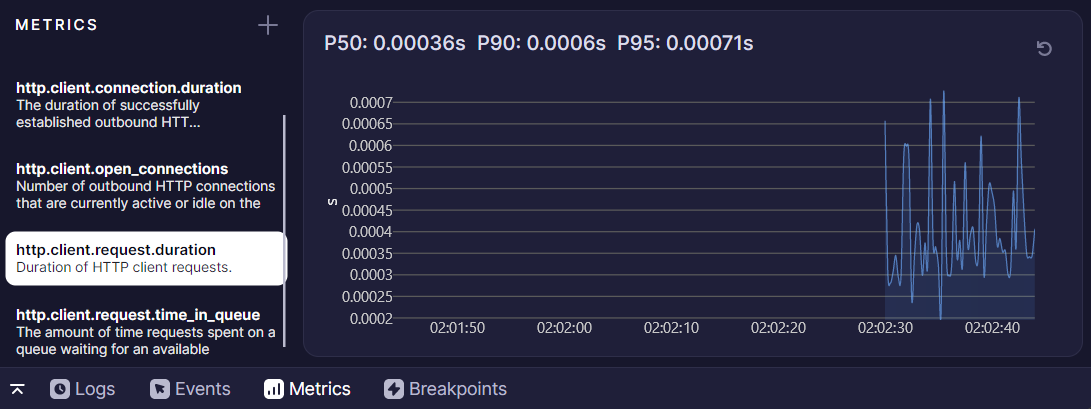 METRICS
http.client.connection.duration
The duration of successfully
established outbound HTT...
http.client.open_connections
Number of outbound HTTP connections
that are currently active or idle on the
http.client.request.duration
Duration of HTTP client requests.
http.client.request.time_in_queue
The amount of time requests spent on a
queue waiting for an available
P50: 0.00036s P90: 0.0006s P95: 0.00071s
s
0.0007
0.00065
0.0006
0.00055
0.0005
0.00045
0.0004
0.00035
0.0003
0.00025
0.0002
02:01:50 02:02:00 02:02:10 02:02:20 02:02:30 02:02:40
Logs Events Metrics Breakpoints